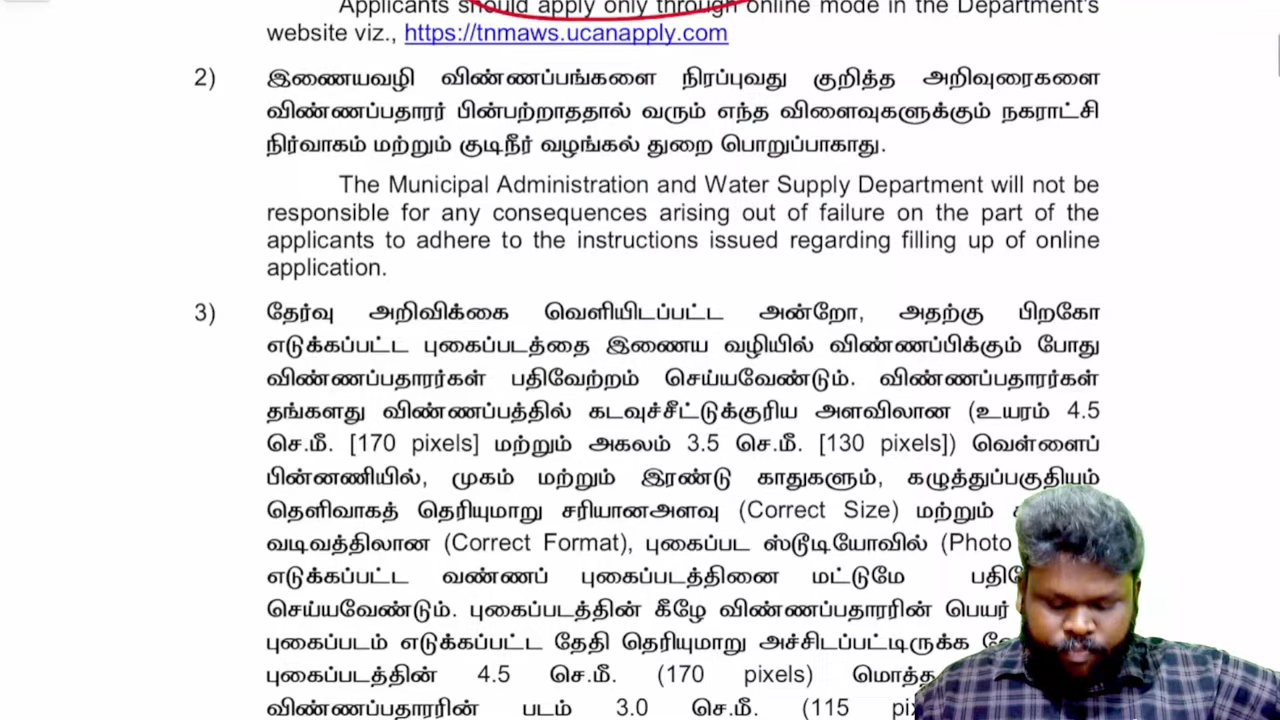 Applicants should apply only through online mode in the Department's
website viz., https://tnmaws.ucanapply.com
2) இணையவழி விண்ணப்பங்களை நிரப்புவது குறித்த அறிவுரைகளை
விண்ணப்பதாரர் பின்பற்றாததால் வரும் எந்த விளைவுகளுக்கும் நகராட்சி
நிர்வாகம் மற்றும் குடிநீர் வழங்கல் துறை பொறுப்பாகாது.
The Municipal Administration and Water Supply Department will not be
responsible for any consequences arising out of failure on the part of the
applicants to adhere to the instructions issued regarding filling up of online
application.
3) தேர்வு அறிவிக்கை வெளியிடப்பட்ட அன்றோ, அதற்கு பிறகோ
எடுக்கப்பட்ட புகைப்படத்தை இணைய வழியில் விண்ணப்பிக்கும் போது
விண்ணப்பதாரர்கள் பதிவேற்றம் செய்யவேண்டும். விண்ணப்பதாரர்கள்
தங்களது விண்ணப்பத்தில் கடவுச்சீட்டுக்குரிய அளவிலான (உயரம் 4.5
செ.மீ. [170 pixels] மற்றும் அகலம் 3.5 செ.மீ. [130 pixels]) வெள்ளைப்
பின்னணியில், முகம் மற்றும் இரண்டு காதுகளும், கழுத்துப்பகுதியும்
தெளிவாகத் தெரியுமாறு சரியானஅளவு (Correct Size) மற்றும்
வடிவத்திலான (Correct Format), புகைப்பட ஸ்டூடியோவில் (Photo
எடுக்கப்பட்ட வண்ணப் புகைப்படத்தினை மட்டுமே
செய்யவேண்டும். புகைப்படத்தின் கீழே விண்ணப்பதாரரின் பெயர்
புகைப்படம் எடுக்கப்பட்ட தேதி தெரியுமாறு அச்சிடப்பட்டிருக்க
புகைப்படத்தின் 4.5 செ.மீ. (170 pixels) மொத்த
விண்ணப்பதாரரின் படம் 3.0 செ.மீ. (115